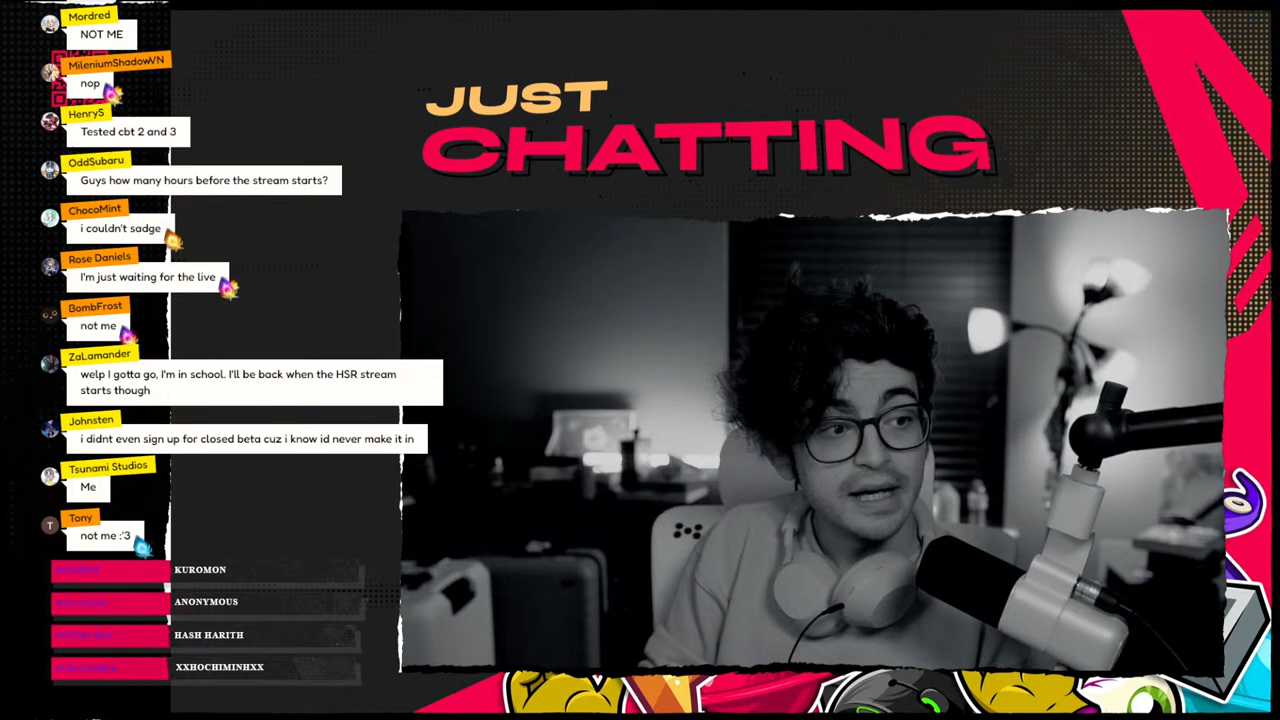 Mordred
NOT ME
MileniumShadowVN
nop
HenryS
Tested cbt 2 and 3
OddSubaru
Guys how many hours before the stream starts?
ChocoMint
i couldn't sadge
Rose Daniels
I'm just waiting for the live
BombFrost
not me
ZaLamander
welp I gotta go, I'm in school. I'll be back when the HSR stream
starts though
Johnsten
i didnt even sign up for closed beta cuz i know id never make it in
Tsunami Studios
Me
T
Tony
not me :'3
KUROMON
ANONYMOUS
HASH HARITH
XXHOCHIMINHXX
JUST
CHATTING